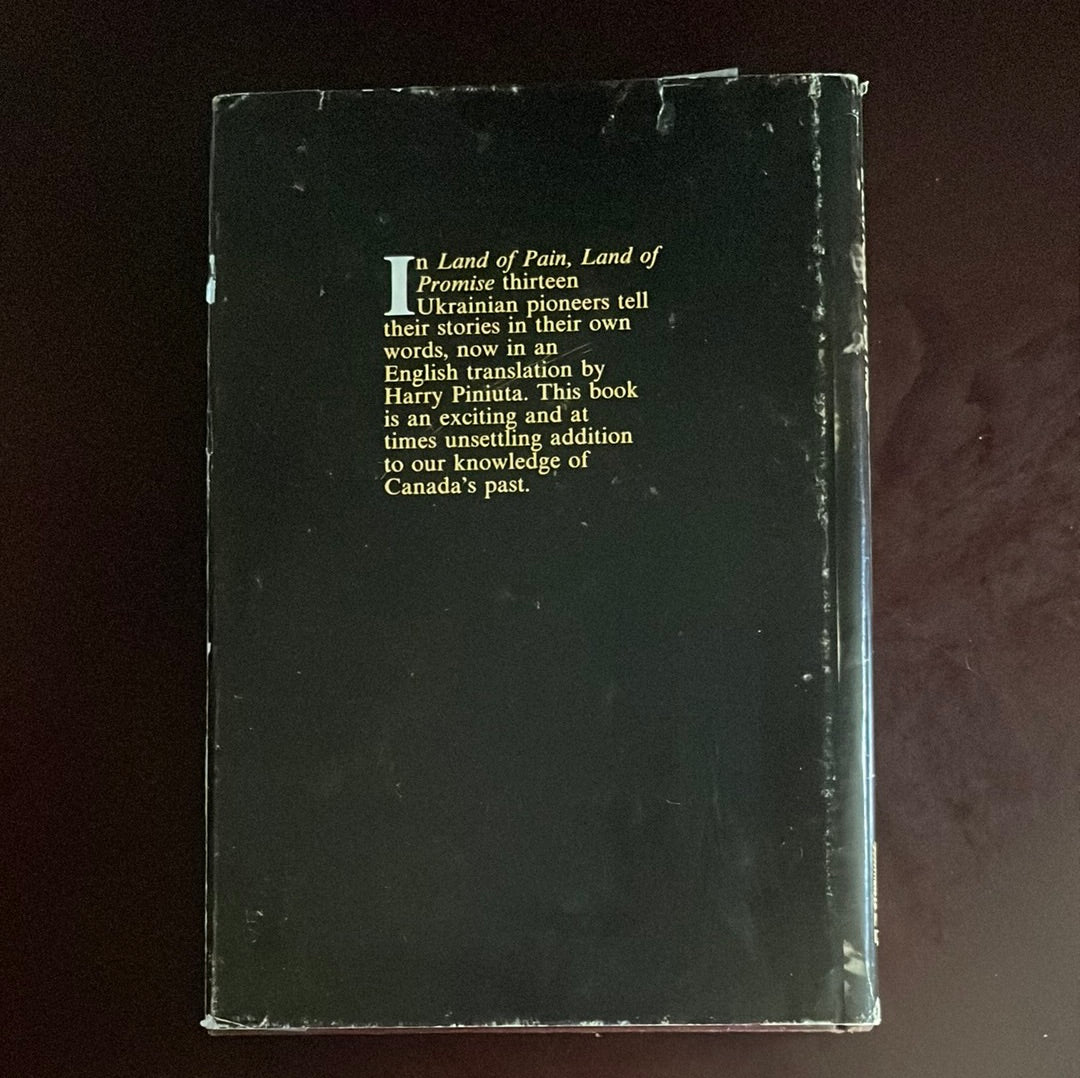 In Land of Pain, Land of
Promise thirteen
Ukrainian pioneers tell
their stories in their own
words, now in an
English translation by
Harry Piniuta. This book
is an exciting and at
times unsettling addition
to our knowledge of
Canada's past.